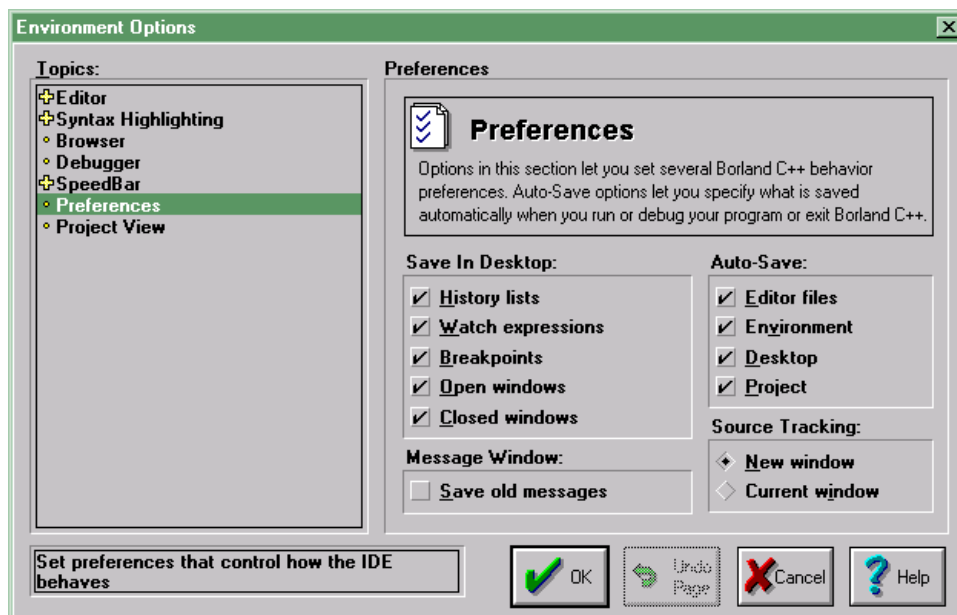 Environment Options
Topics:
Editor
Syntax Highlighting
Browser
Debugger
SpeedBar
Preferences
Project View
Preferences
Preferences
Options in this section let you set several Borland C++ behavior
preferences. Auto-Save options let you specify what is saved
automatically when you run or debug your program or exit Borland C++.
Save In Desktop:
History lists
Watch expressions
Breakpoints
Open windows
Closed windows
Message Window:
Save old messages
Auto-Save:
Editor files
Environment
Desktop
Project
Source Tracking:
New window
Current window
Set preferences that control how the IDE
behaves
OK
Undo
Page
Cancel
Help